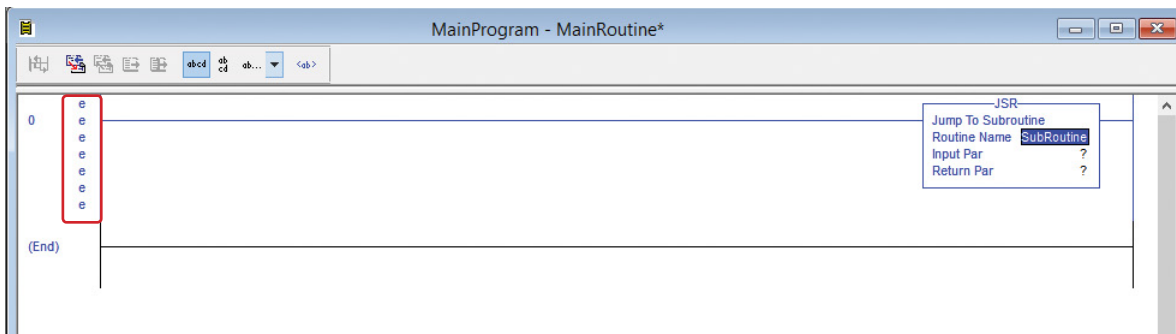 MainProgram - MainRoutine*
abcd
ab
cd
ab...
<ab>
0
e
e
e
e
e
e
e
JSR
Jump To Subroutine
Routine Name SubRoutine
Input Par ?
Return Par ?
(End)